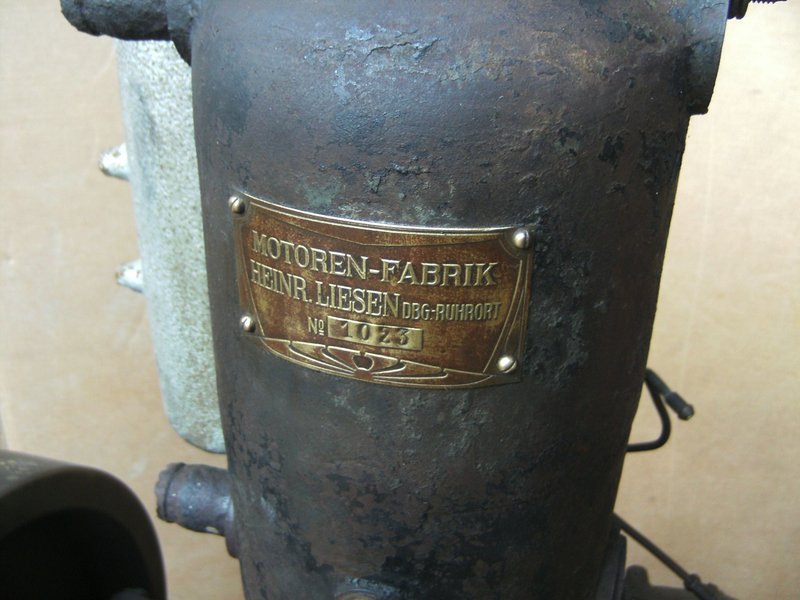 MOTOREN-FABRIK
HEINR. LIESEN DBG:-RUHRORT
No 1023